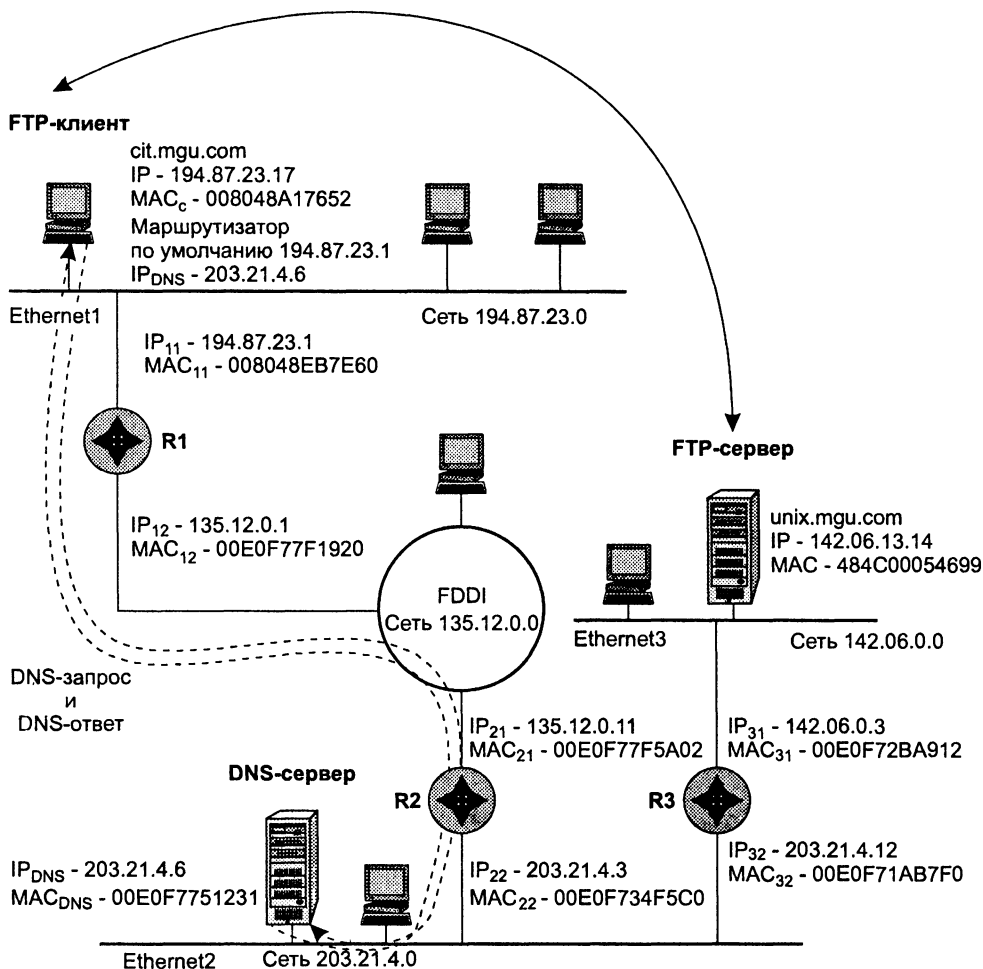 FTP-клиент
cit.mgu.com
IP - 194.87.23.17
MACc - 008048A17652
Маршрутизатор
по умолчанию 194.87.23.1
IPDNS - 203.21.4.6
Ethernet1
Сеть 194.87.23.0
IP11 - 194.87.23.1
MAC11 - 008048EB7E60
R1
FTP-сервер
unix.mgu.com
IP - 142.06.13.14
MAC - 484C00054699
IP12 - 135.12.0.1
MAC12 - 00E0F77F1920
FDDI
Сеть 135.12.0.0
Ethernet3
Сеть 142.06.0.0
DNS-запрос
и
DNS-ответ
IP21 - 135.12.0.11
MAC21 - 00E0F77F5A02
IP31 - 142.06.0.3
MAC31 - 00E0F72BA912
DNS-сервер
R2
R3
IPDNS - 203.21.4.6
MACDNS - 00E0F7751231
IP22 - 203.21.4.3
MAC22 - 00E0F734F5C0
IP32 - 203.21.4.12
MAC32 - 00E0F71AB7F0
Ethernet2
Сеть 203.21.4.0